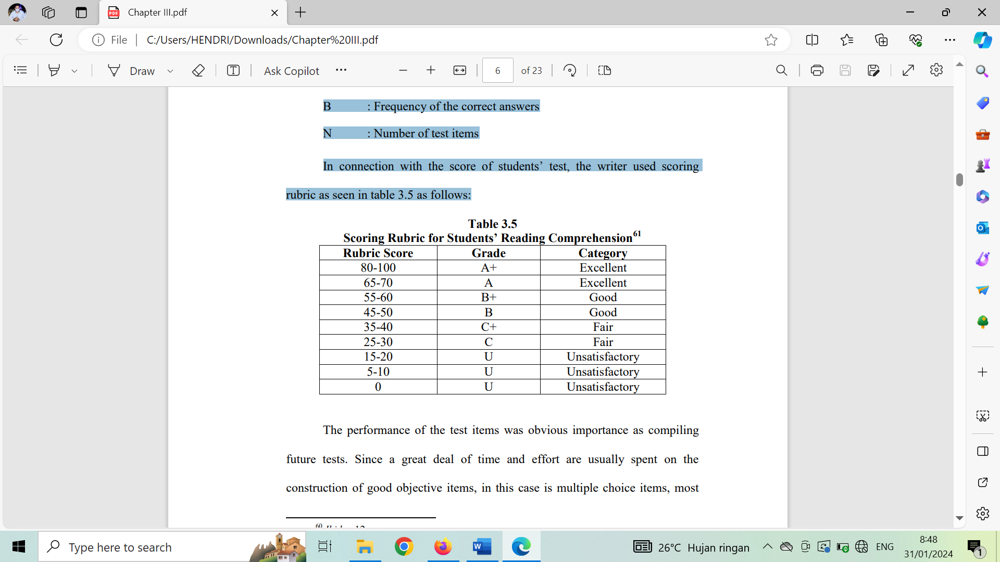 Chapter III.pdf
File
C:/Users/HENDRI/Downloads/Chapter%20III.pdf
Draw
Ask Copilot
6 of 23
B : Frequency of the correct answers
N : Number of test items
In connection with the score of students’ test, the writer used scoring
rubric as seen in table 3.5 as follows:
Table 3.5
Scoring Rubric for Students’ Reading Comprehension61
Rubric Score Grade Category
80-100 A+ Excellent
65-70 A Excellent
55-60 B+ Good
45-50 B Good
35-40 C+ Fair
25-30 C Fair
15-20 U Unsatisfactory
5-10 U Unsatisfactory
0 U Unsatisfactory
The performance of the test items was obvious importance as compiling
future tests. Since a great deal of time and effort are usually spent on the
construction of good objective items, in this case is multiple choice items, most
60
Type here to search
26°C Hujan ringan
ENG
8:48
31/01/2024
1